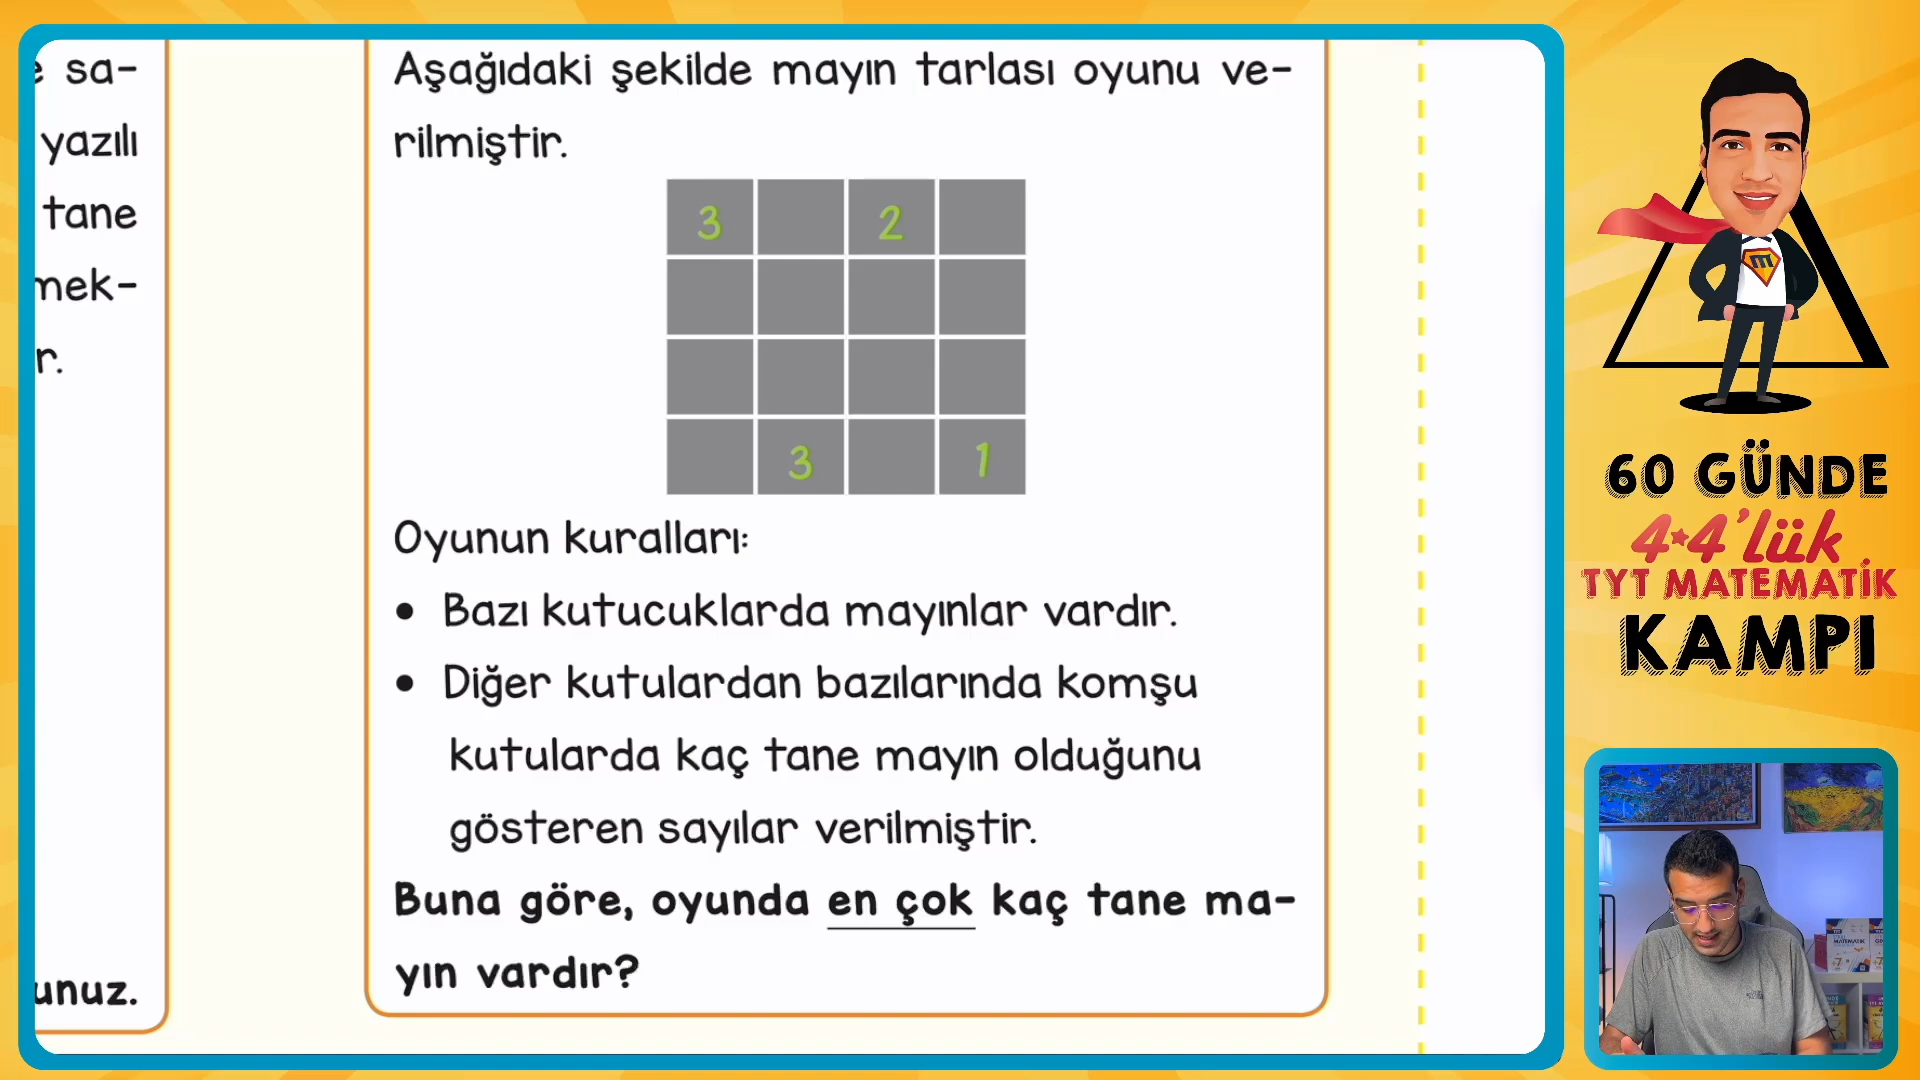 e sa-
yazılı
tane
mek-
r.
unuz.
Aşağıdaki şekilde mayın tarlası oyunu ve-
rilmiştir.
3 2
3 1
Oyunun kuralları:
• Bazı kutucuklarda mayınlar vardır.
• Diğer kutulardan bazılarında komşu
kutularda kaç tane mayın olduğunu
gösteren sayılar verilmiştir.
Buna göre, oyunda en çok kaç tane ma-
yın vardır?
60 GÜNDE
4★4'lük
TYT MATEMATİK
KAMPI
MATEMATİK